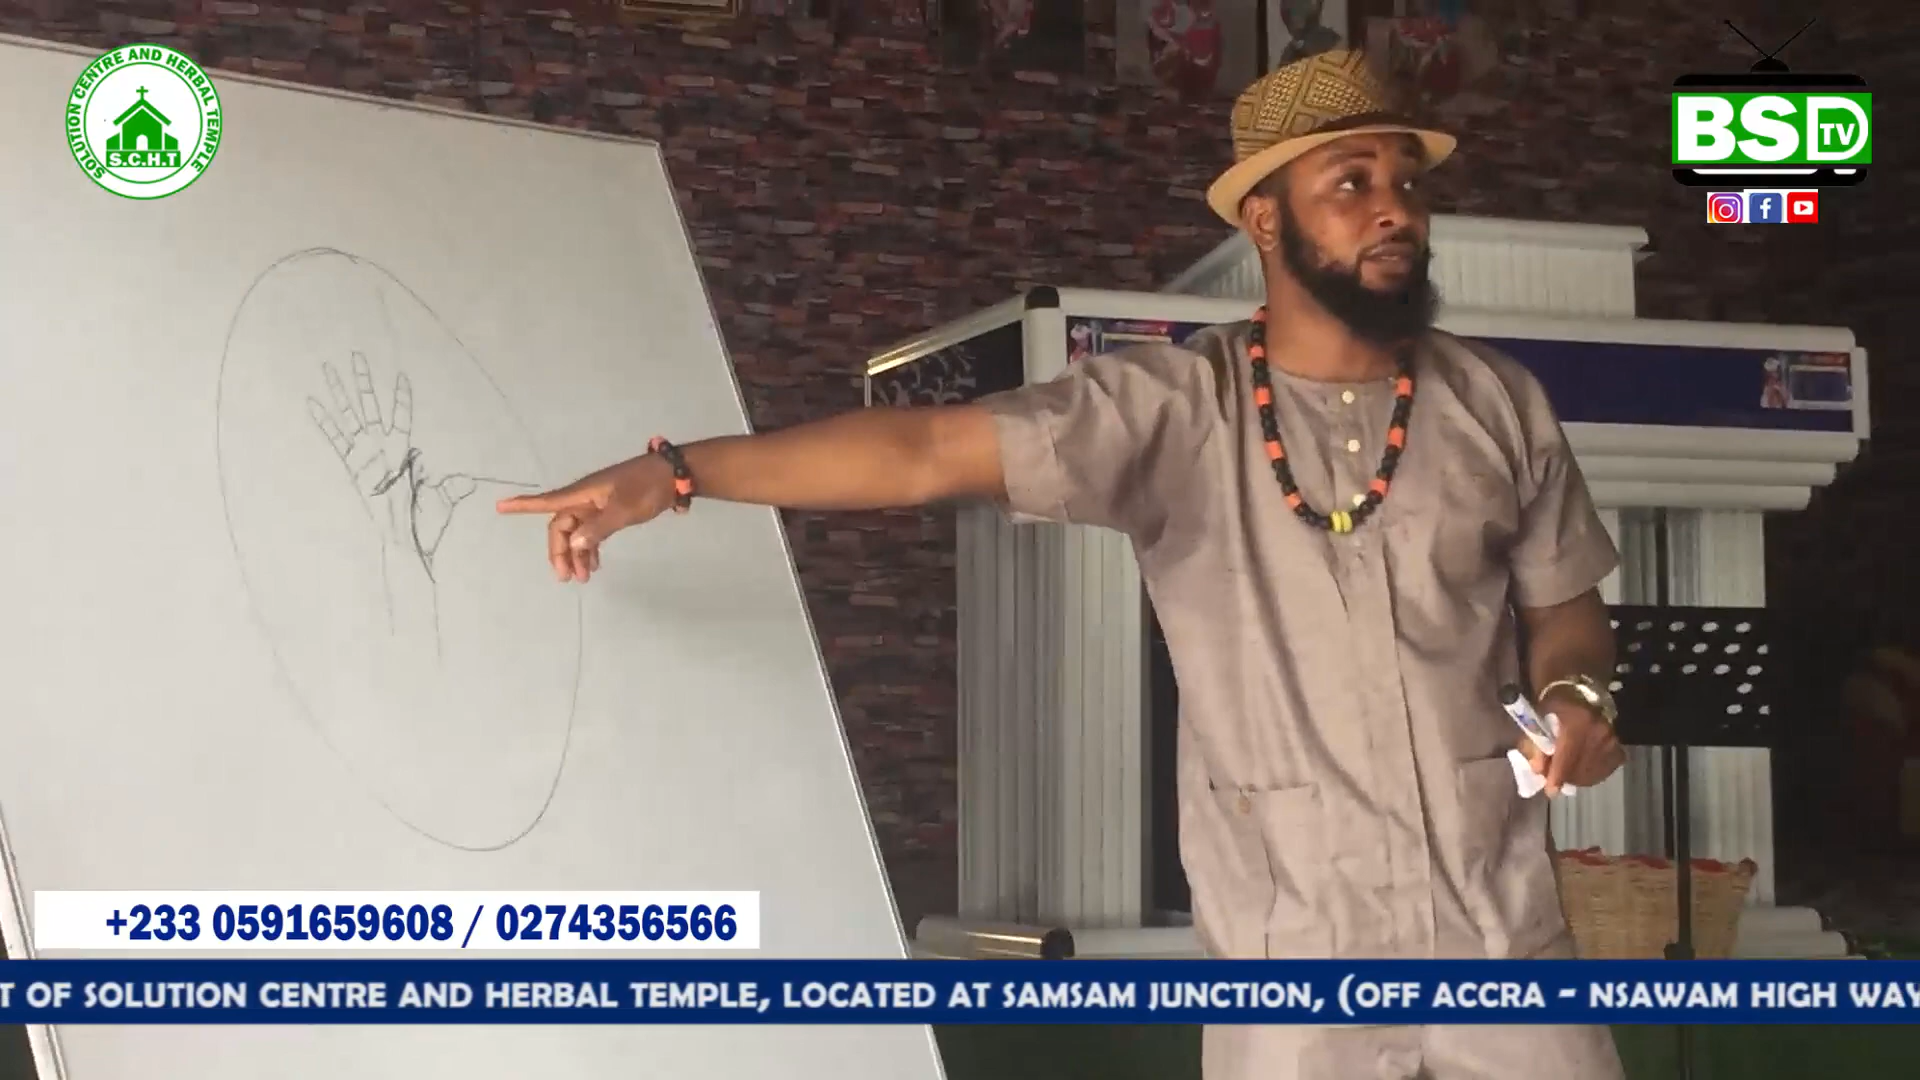 SOLUTION CENTRE AND HERBAL TEMPLE
S.C.H.T
BSD TV
+233 0591659608 / 0274356566
T OF SOLUTION CENTRE AND HERBAL TEMPLE, LOCATED AT SAMSAM JUNCTION, (OFF ACCRA - NSAWAM HIGH WAY